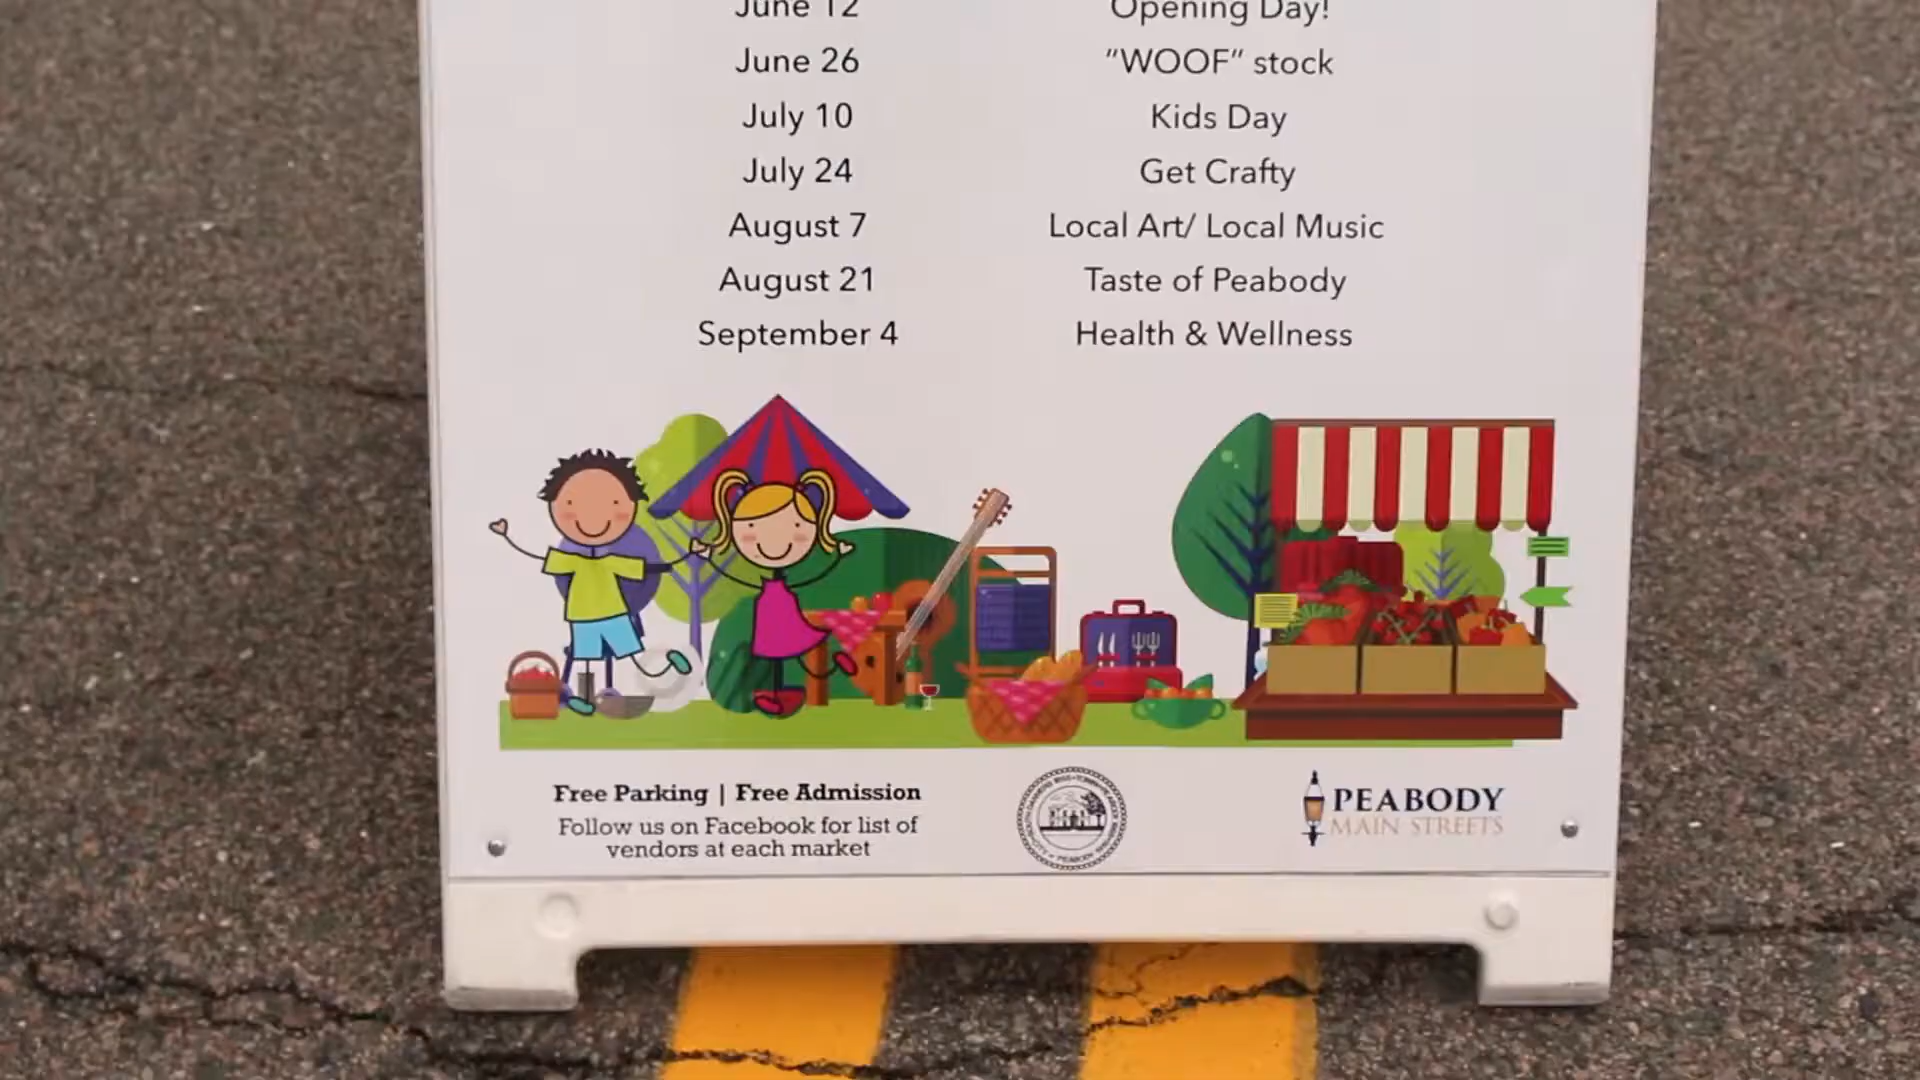 June 12 Opening Day!
June 26 "WOOF" stock
July 10 Kids Day
July 24 Get Crafty
August 7 Local Art/ Local Music
August 21 Taste of Peabody
September 4 Health & Wellness
Free Parking | Free Admission
Follow us on Facebook for list of
vendors at each market
PEABODY
MAIN STREETS